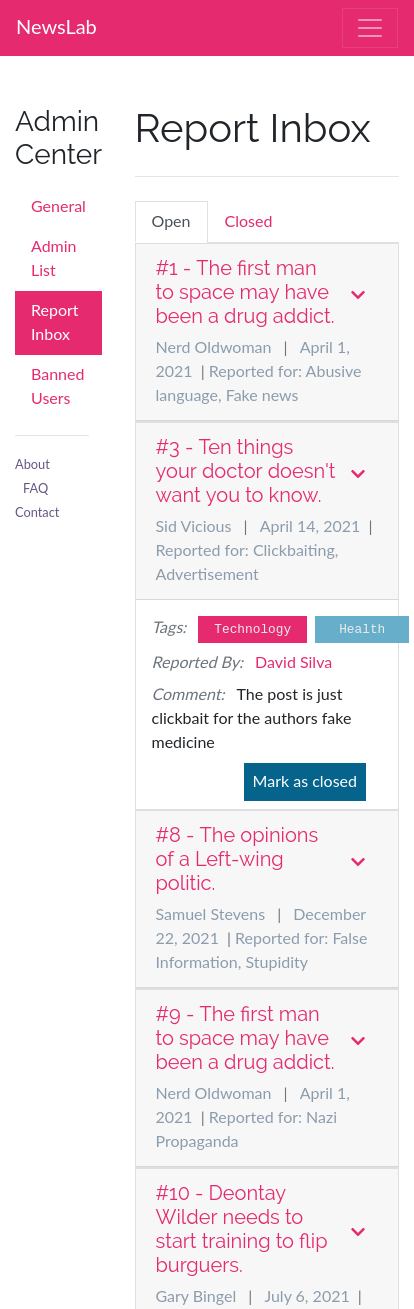 NewsLab
Admin
Center
General
Admin
List
Report
Inbox
Banned
Users
About
FAQ
Contact
Report Inbox
Open
Closed
#1 - The first man
to space may have
been a drug addict.
Nerd Oldwoman | April 1,
2021 | Reported for: Abusive
language, Fake news
#3 - Ten things
your doctor doesn't
want you to know.
Sid Vicious | April 14, 2021 |
Reported for: Clickbaiting,
Advertisement
Tags: Technology Health
Reported By: David Silva
Comment: The post is just
clickbait for the authors fake
medicine
Mark as closed
#8 - The opinions
of a Left-wing
politic.
Samuel Stevens | December
22, 2021 | Reported for: False
Information, Stupidity
#9 - The first man
to space may have
been a drug addict.
Nerd Oldwoman | April 1,
2021 | Reported for: Nazi
Propaganda
#10 - Deontay
Wilder needs to
start training to flip
burguers.
Gary Bingel | July 6, 2021 |